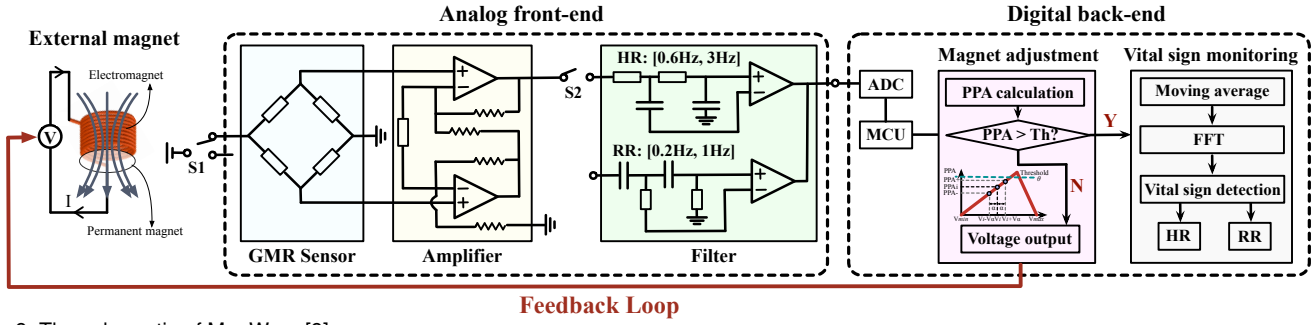 Analog front-end
Digital back-end
External magnet
Electromagnet
V
I
Permanent magnet
S1
GMR Sensor
Amplifier
S2
HR: [0.6Hz, 3Hz]
RR: [0.2Hz, 1Hz]
Filter
ADC
MCU
Magnet adjustment
PPA calculation
PPA > Th?
Y
N
PPA
Threshold
θ
Voltage output
Vital sign monitoring
Moving average
FFT
Vital sign detection
HR
RR
Feedback Loop